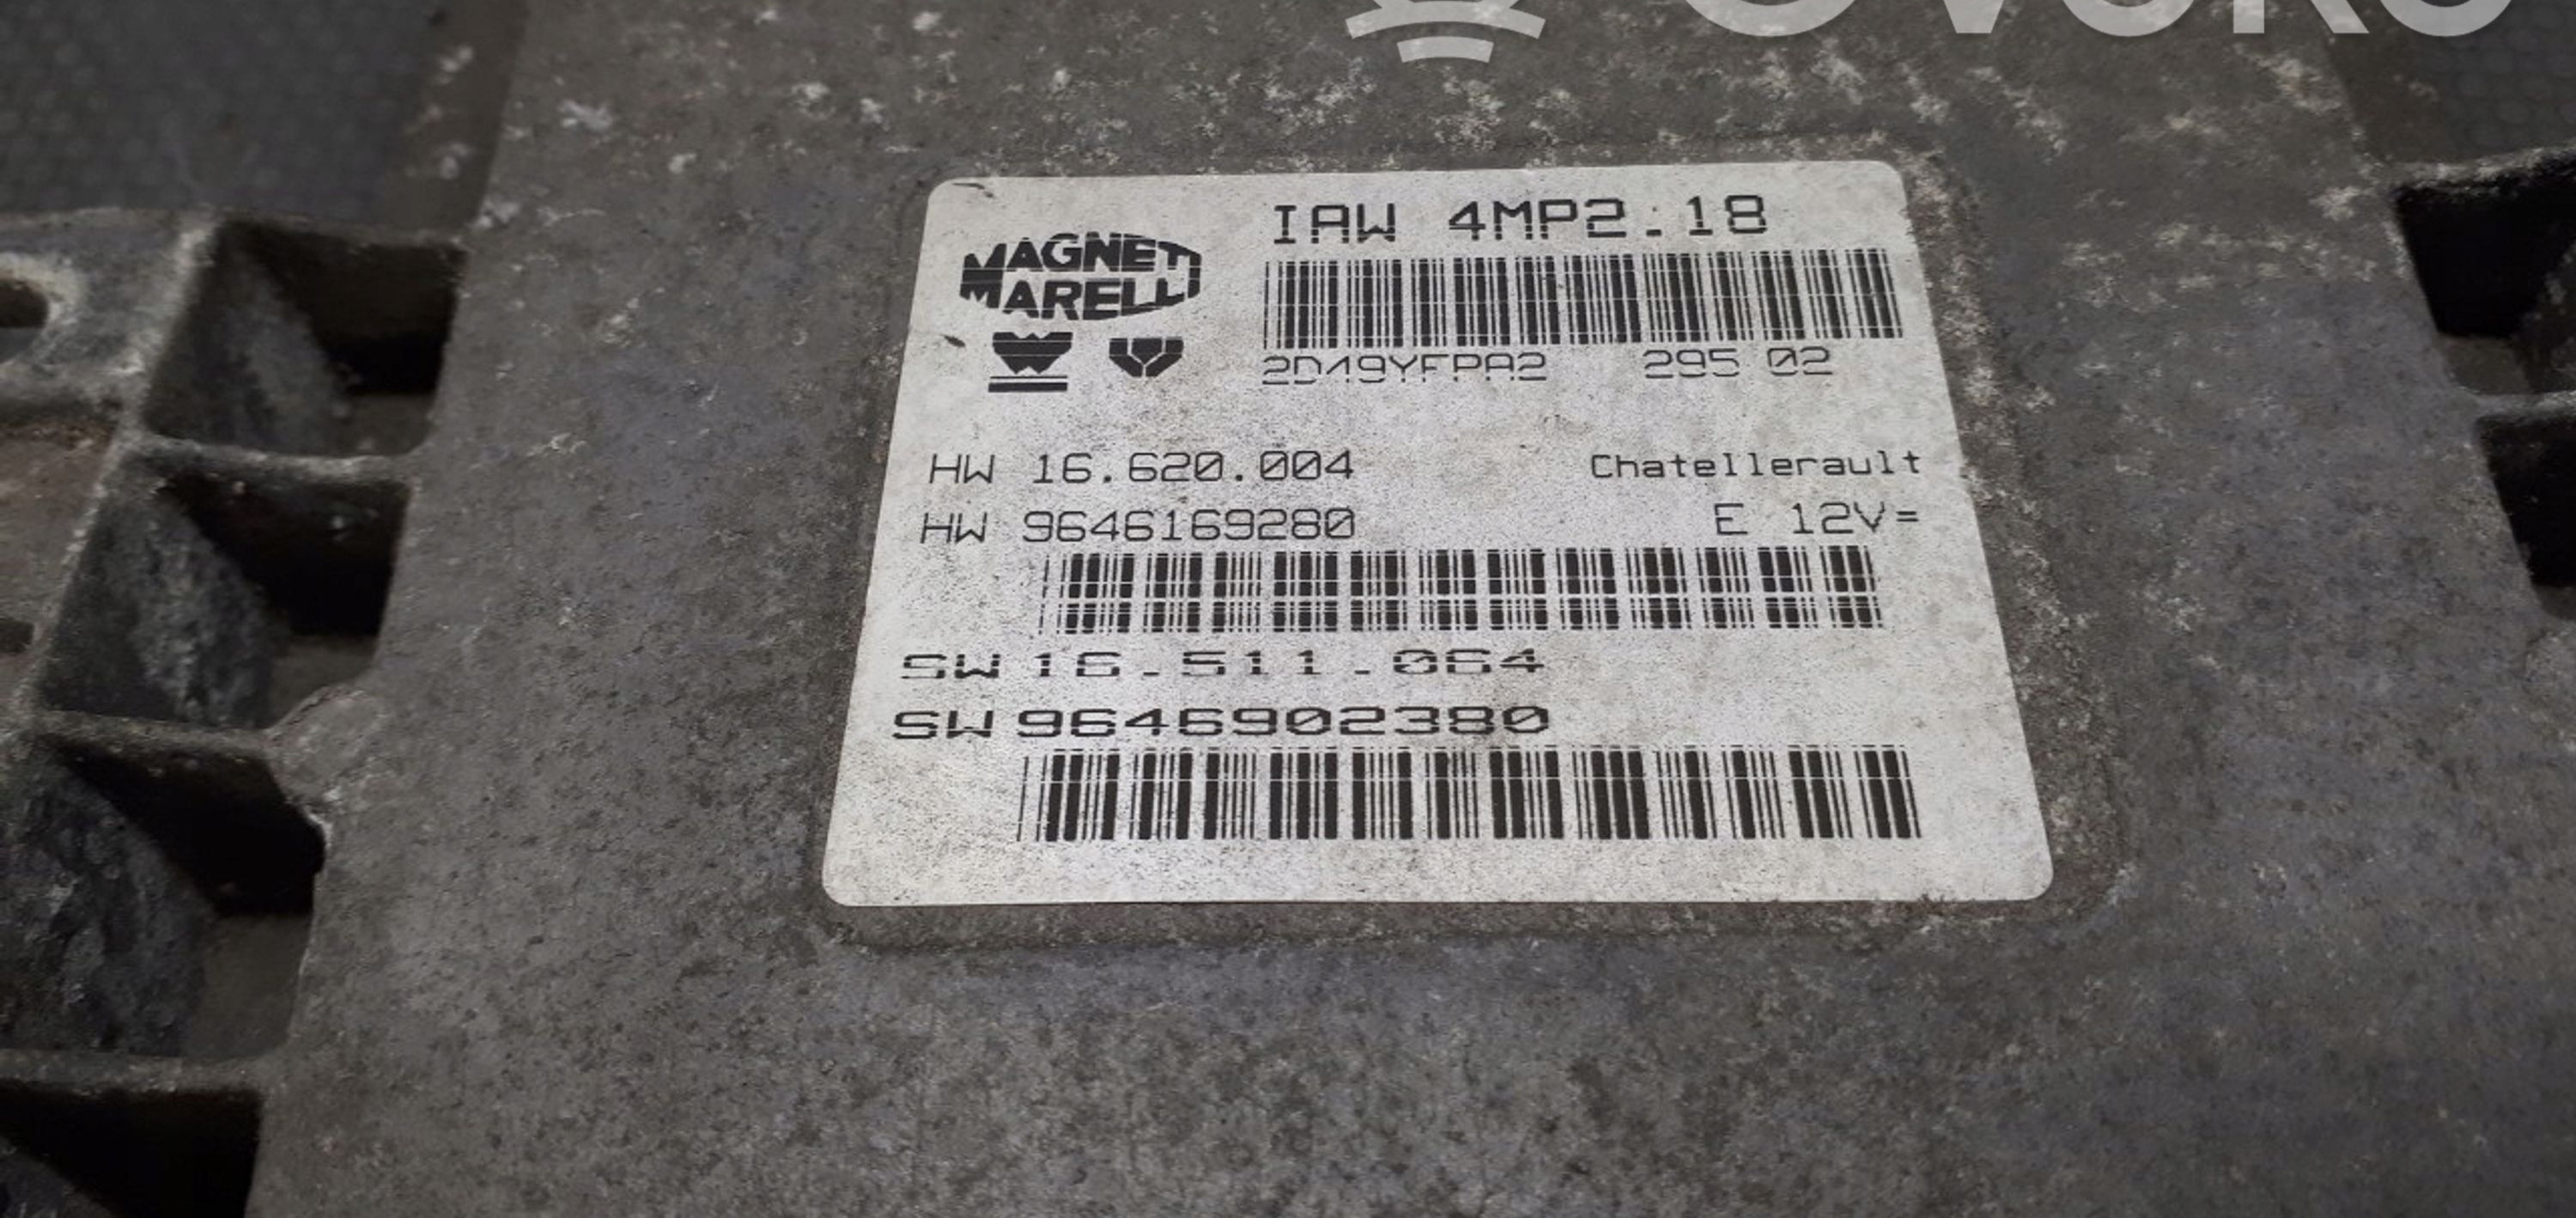 IAW 4MP2.18
MAGNETI
MARELLI
2D49YFPA2 295 02
HW 16.620.004 Chatellerault
HW 9646169280 E 12V=
SW 16.511.064
SW 9646902380